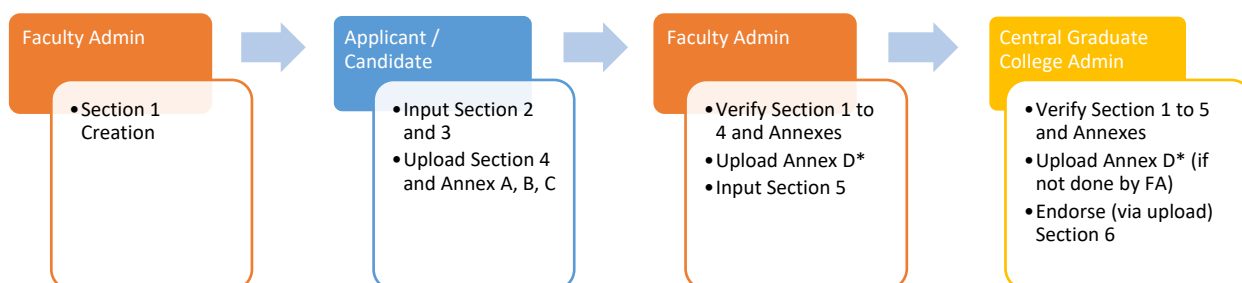 Faculty Admin
•Section 1
Creation
Applicant /
Candidate
•Input Section 2
and 3
•Upload Section 4
and Annex A, B, C
Faculty Admin
•Verify Section 1 to
4 and Annexes
•Upload Annex D*
•Input Section 5
Central Graduate
College Admin
•Verify Section 1 to 5
and Annexes
•Upload Annex D* (if
not done by FA)
•Endorse (via upload)
Section 6